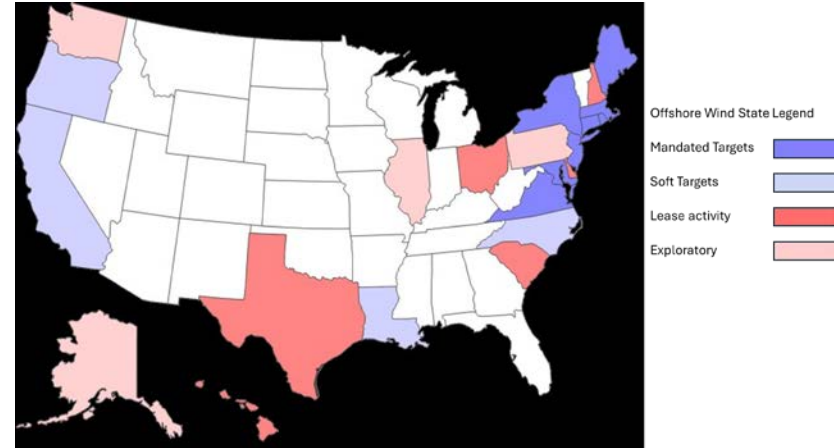 Offshore Wind State Legend
Mandated Targets
Soft Targets
Lease activity
Exploratory